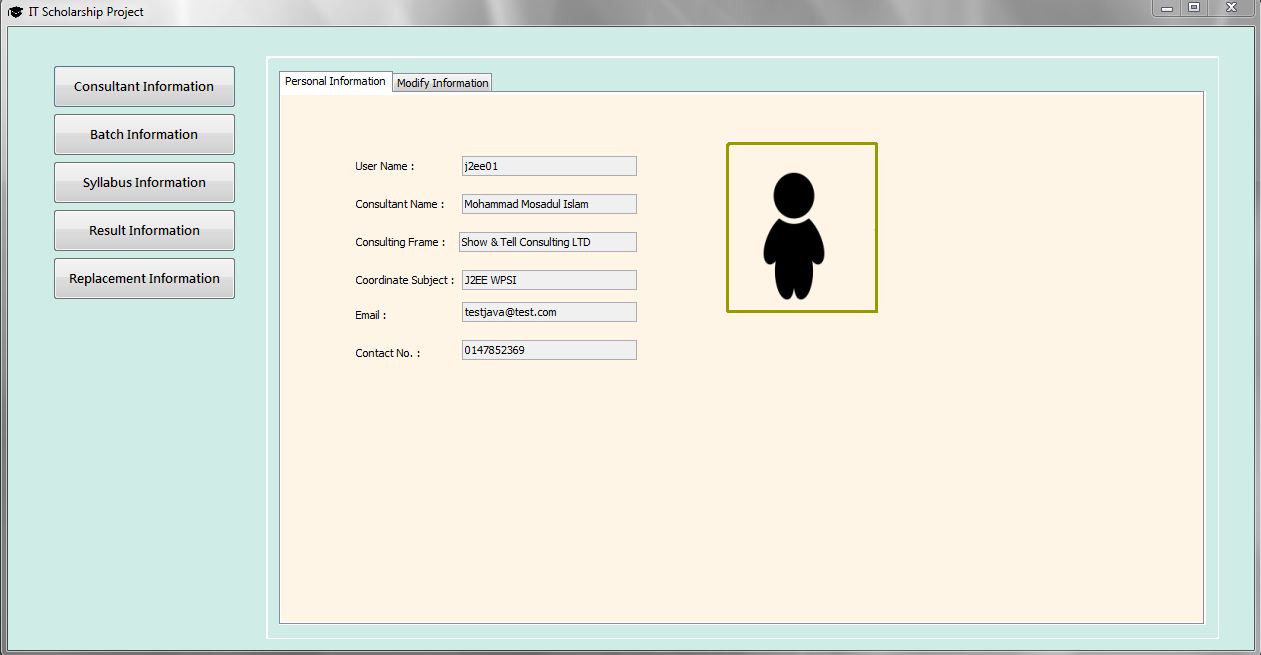 IT Scholarship Project
Consultant Information
Batch Information
Syllabus Information
Result Information
Replacement Information
Personal Information Modify Information
User Name : j2ee01
Consultant Name : Mohammad Mosadul Islam
Consulting Frame : Show & Tell Consulting LTD
Coordinate Subject : J2EE WPSI
Email : testjava@test.com
Contact No. : 0147852369